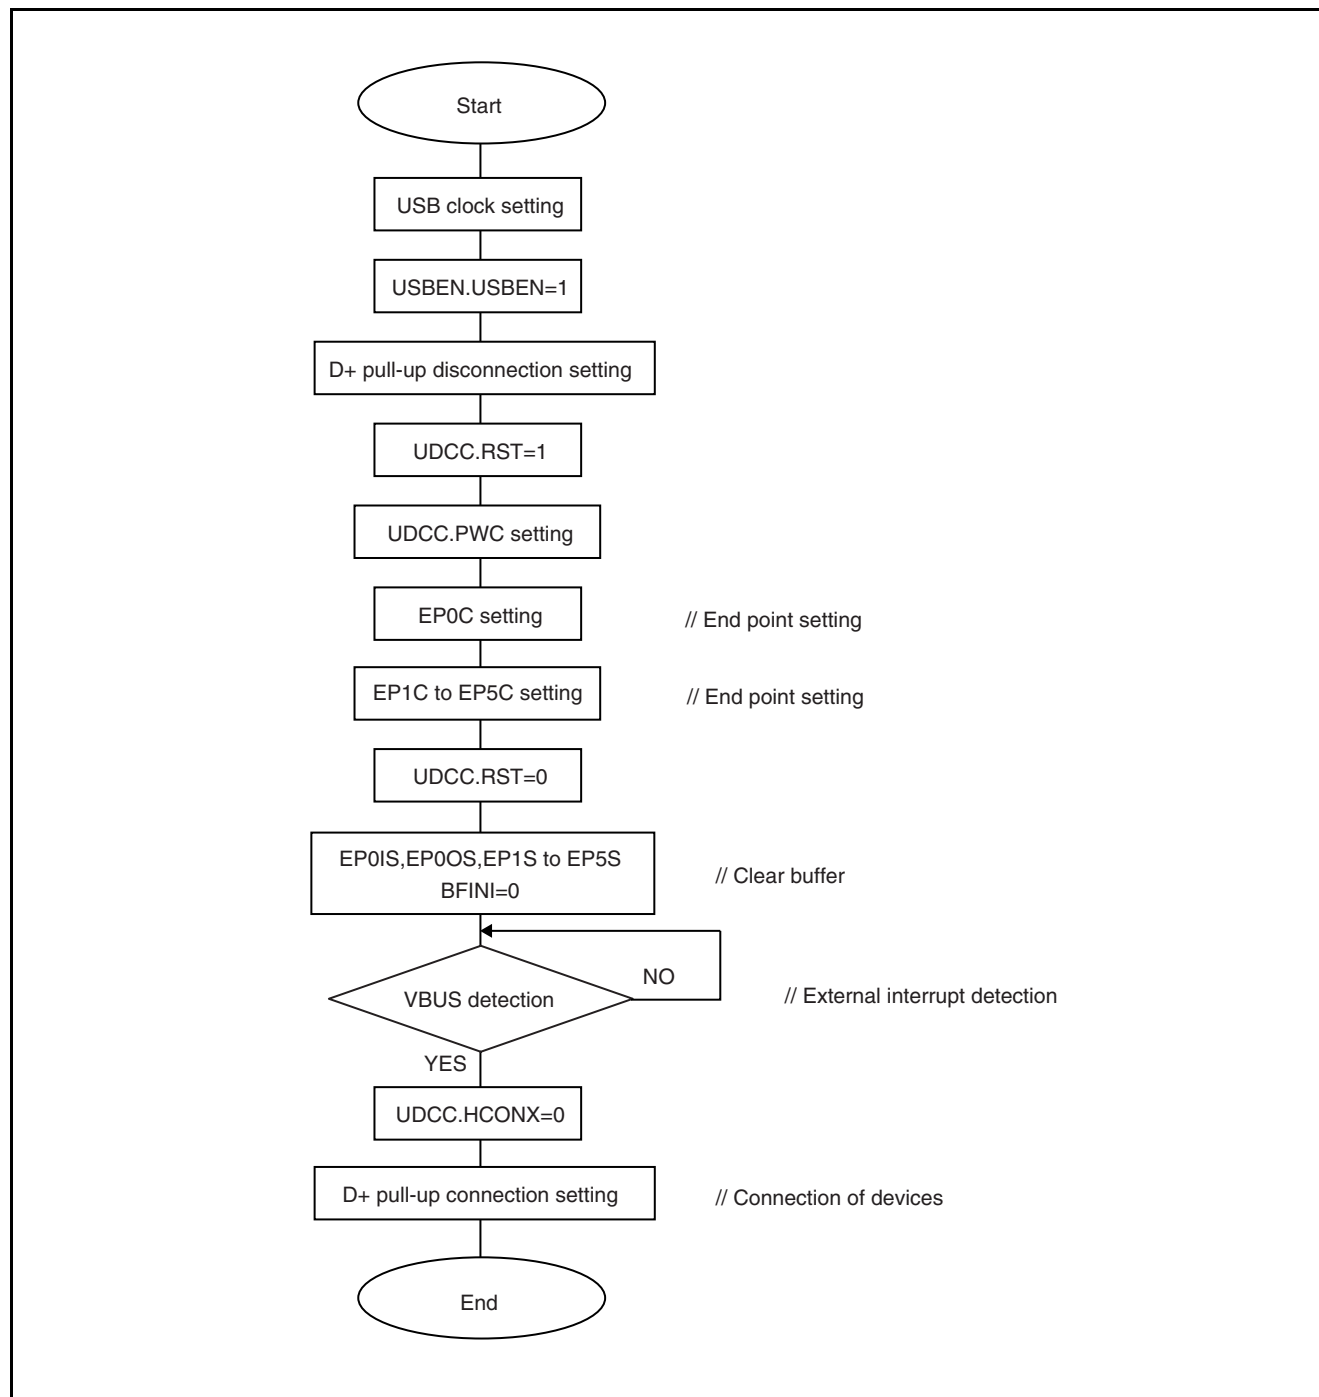 Start
USB clock setting
USBEN.USBEN=1
D+ pull-up disconnection setting
UDCC.RST=1
UDCC.PWC setting
EP0C setting
// End point setting
EP1C to EP5C setting
// End point setting
UDCC.RST=0
EP0IS,EP0OS,EP1S to EP5S
BFINI=0
// Clear buffer
NO
VBUS detection
// External interrupt detection
YES
UDCC.HCONX=0
D+ pull-up connection setting
// Connection of devices
End